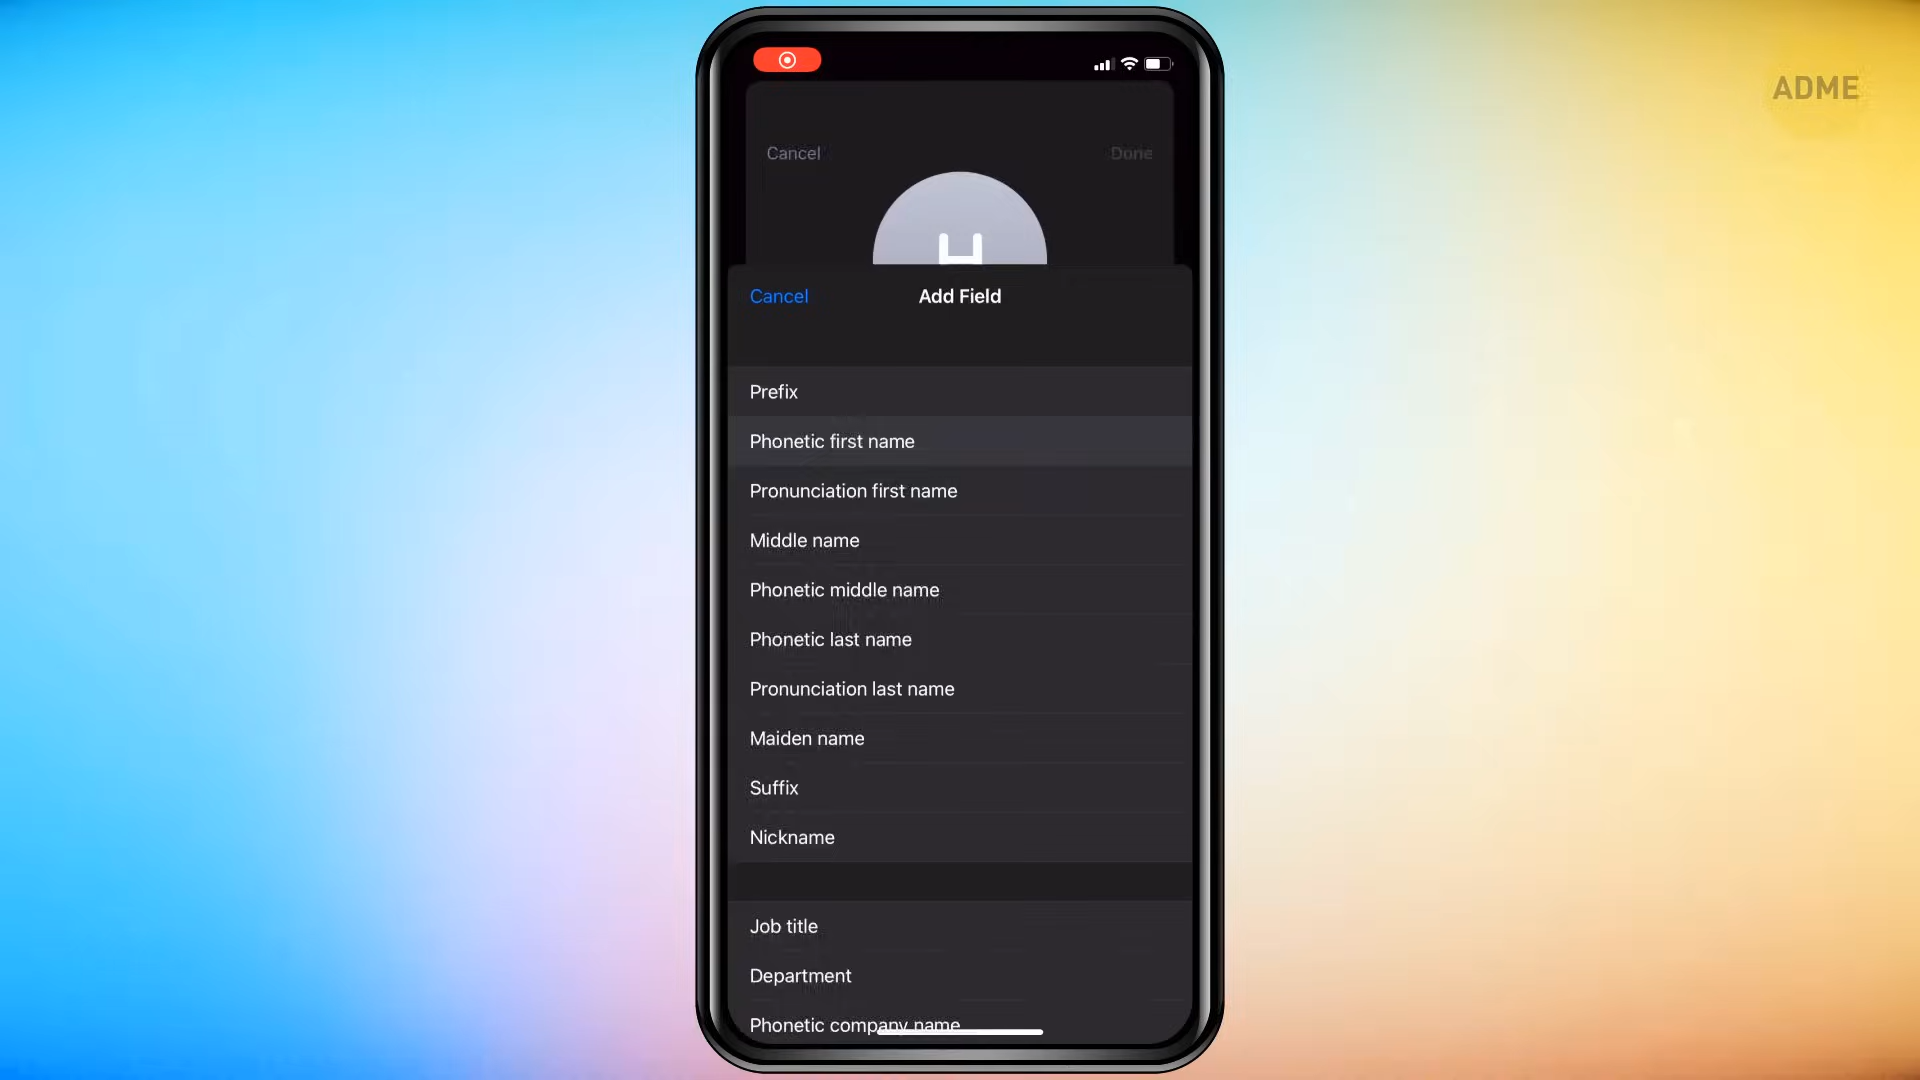 ADME
Cancel
Done
H
Cancel
Add Field
Prefix
Phonetic first name
Pronunciation first name
Middle name
Phonetic middle name
Phonetic last name
Pronunciation last name
Maiden name
Suffix
Nickname
Job title
Department
Phonetic company name